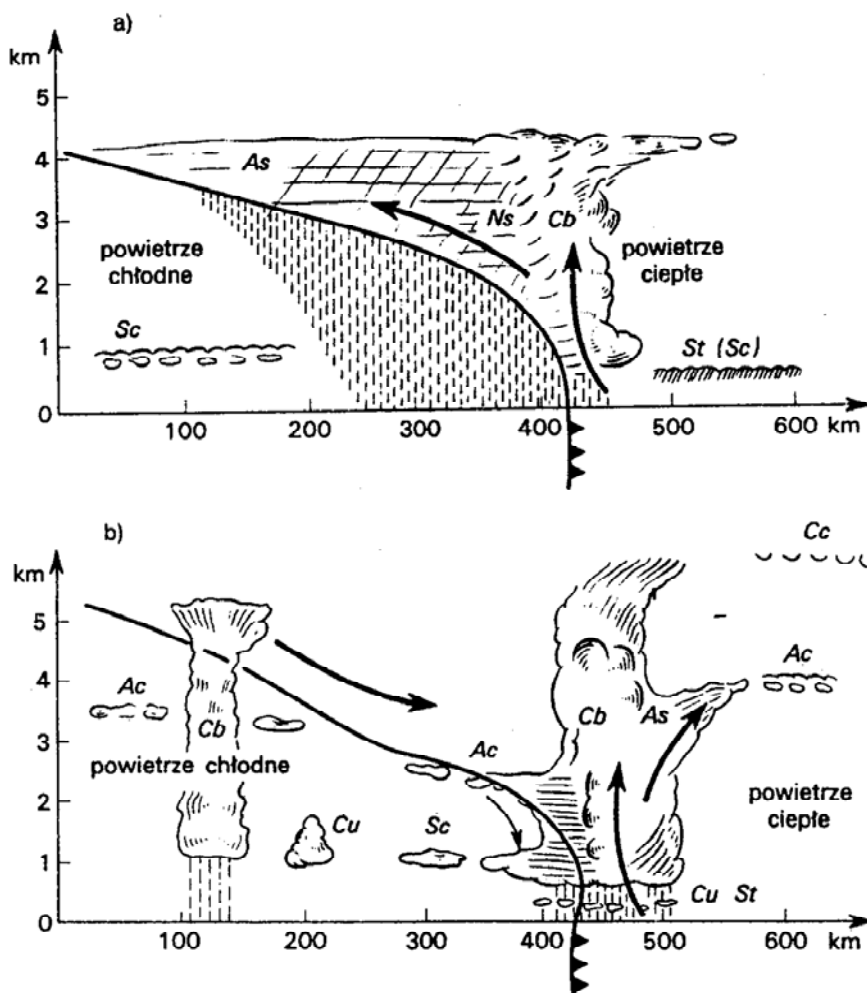 a)
km
5
4
As
3
Ns Cb
powietrze chłodne
powietrze ciepłe
2
Sc
1
St (Sc)
0
100 200 300 400 500 600 km
b)
Cc
km
5
4
Ac
Ac
Cb
Cb As
3
Ac
powietrze chłodne
2
powietrze ciepłe
Cu
Sc
1
Cu St
0
100 200 300 400 500 km